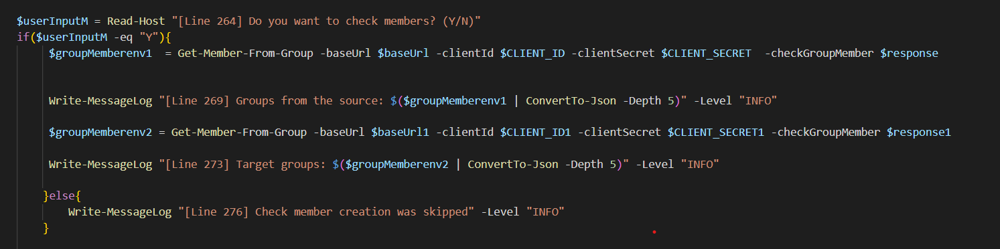 $userInputM = Read-Host "[Line 264] Do you want to check members? (Y/N)"
if($userInputM -eq "Y"){
$groupMemberenv1  = Get-Member-From-Group -baseUrl $baseUrl -clientId $CLIENT_ID -clientSecret $CLIENT_SECRET  -checkGroupMember $response
Write-MessageLog "[Line 269] Groups from the source: $($groupMemberenv1 | ConvertTo-Json -Depth 5)" -Level "INFO"
$groupMemberenv2 = Get-Member-From-Group -baseUrl $baseUrl1 -clientId $CLIENT_ID1 -clientSecret $CLIENT_SECRET1 -checkGroupMember $response1
Write-MessageLog "[Line 273] Target groups: $($groupMemberenv2 | ConvertTo-Json -Depth 5)" -Level "INFO"
}else{
Write-MessageLog "[Line 276] Check member creation was skipped" -Level "INFO"
}